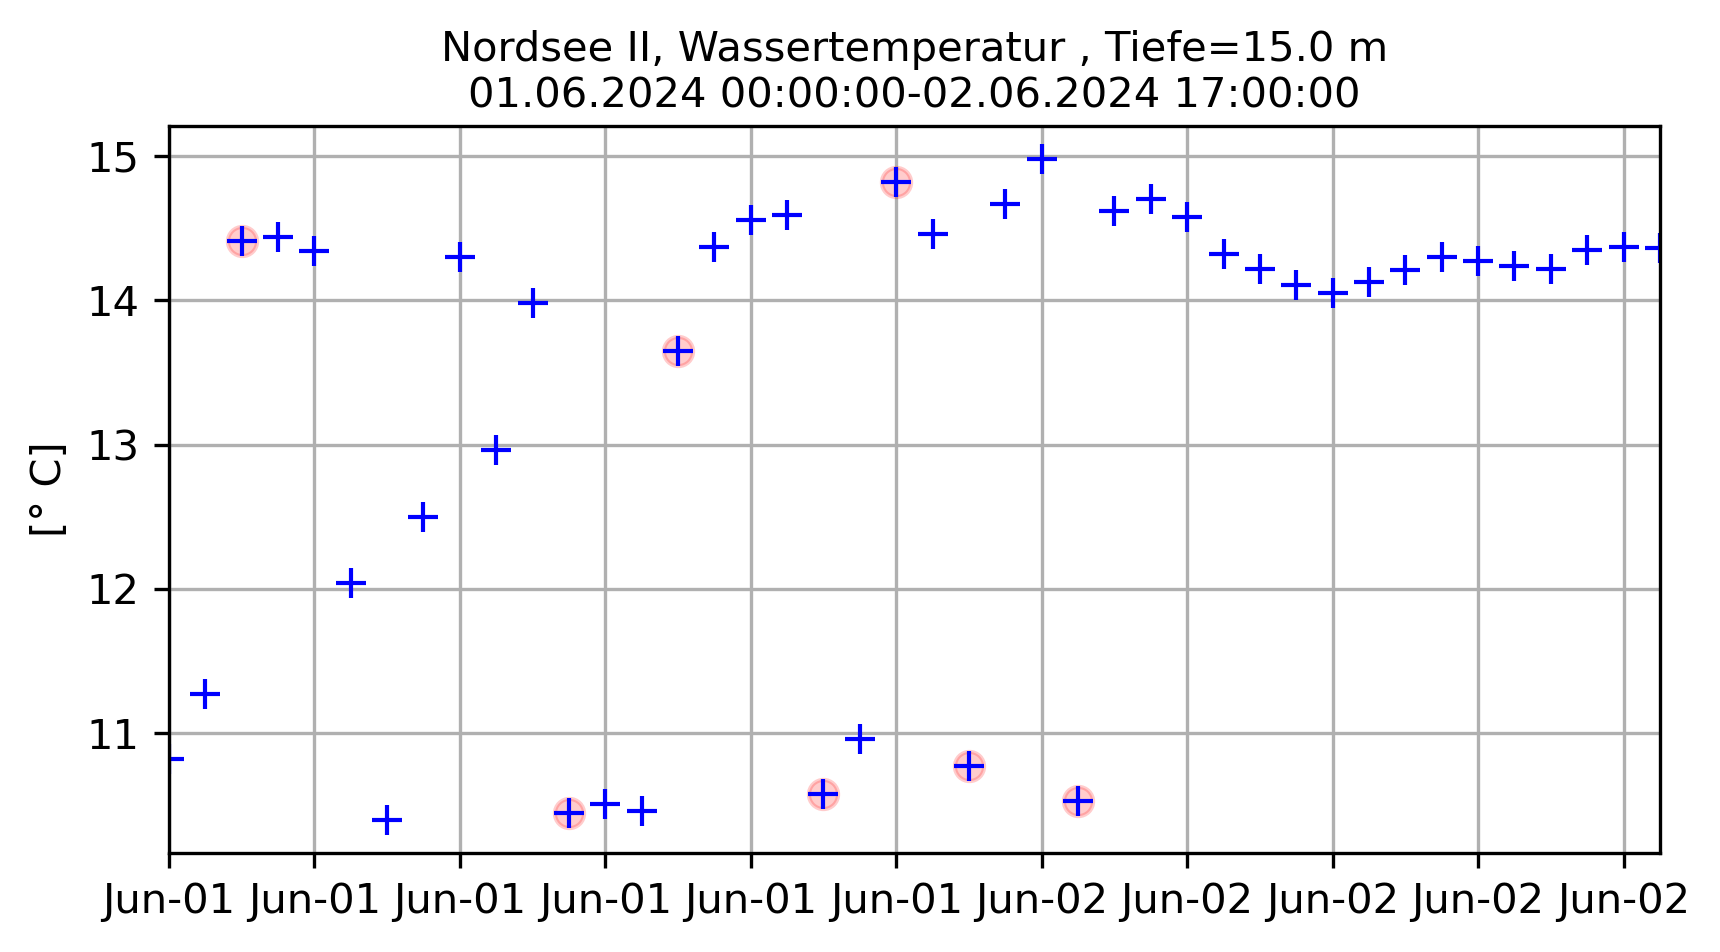 Nordsee II, Wassertemperatur , Tiefe=15.0 m
01.06.2024 00:00:00-02.06.2024 17:00:00
[° C]
15
14
13
12
11
Jun-01 Jun-01 Jun-01 Jun-01 Jun-01 Jun-01 Jun-02 Jun-02 Jun-02 Jun-02 Jun-02